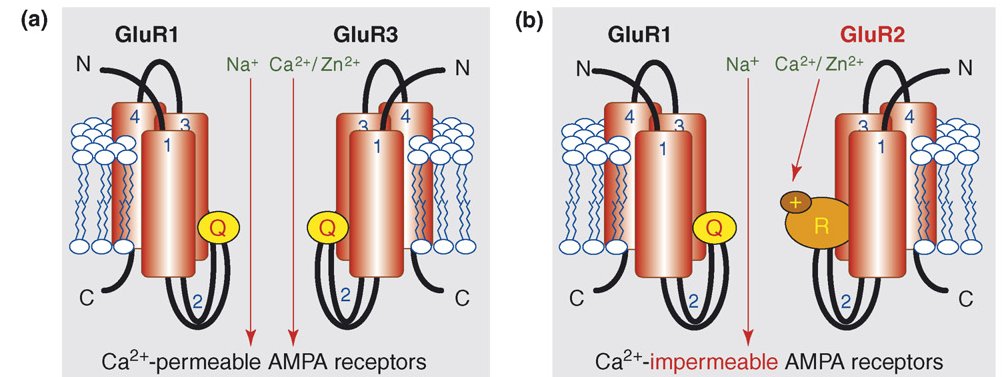 (a)
GluR1 GluR3
Na⁺ Ca²⁺/Zn²⁺
N N
4 3 1 3 4 1
Q Q
2 2
C C
Ca²⁺-permeable AMPA receptors
(b)
GluR1 GluR2
Na⁺ Ca²⁺/Zn²⁺
N N
4 3 1 3 4 1
+
Q R
2 2
C C
Ca²⁺-impermeable AMPA receptors